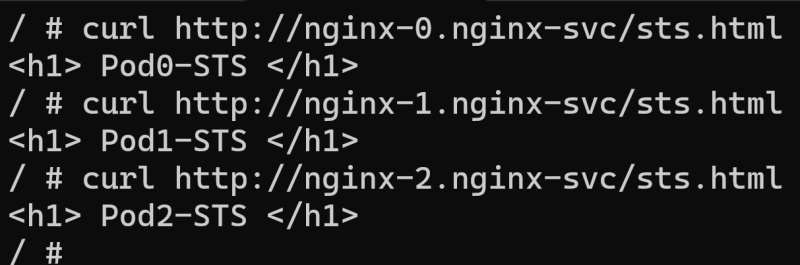 / # curl http://nginx-0.nginx-svc/sts.html
<h1> Pod0-STS </h1>
/ # curl http://nginx-1.nginx-svc/sts.html
<h1> Pod1-STS </h1>
/ # curl http://nginx-2.nginx-svc/sts.html
<h1> Pod2-STS </h1>
/ #